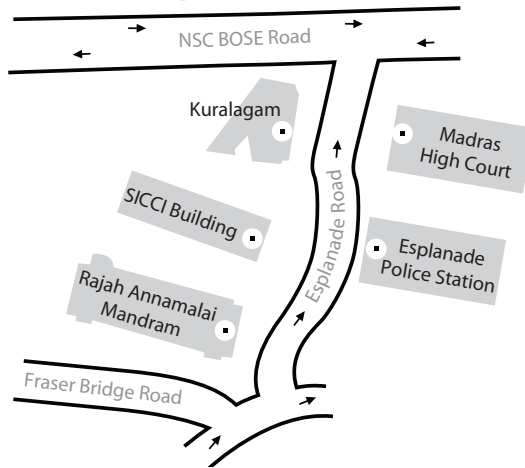 NSC BOSE Road
Kuralagam
Madras
High Court
SICCI Building
Esplanade Road
Esplanade
Police Station
Rajah Annamalai
Mandram
Fraser Bridge Road